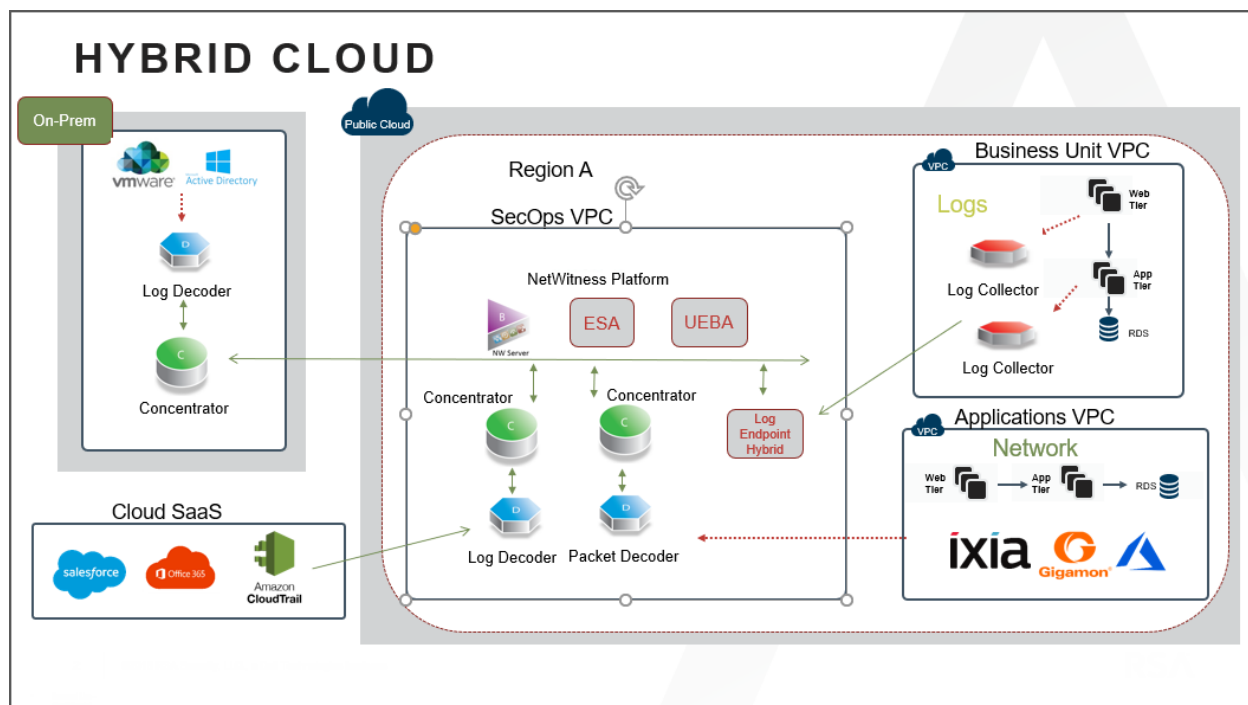 HYBRID CLOUD
On-Prem
vmware®
Active Directory
D
Log Decoder
C
Concentrator
Cloud SaaS
salesforce
Office 365
Amazon
CloudTrail
Public Cloud
Region A
SecOps VPC
NetWitness Platform
B
NW Server
ESA
UEBA
Concentrator
C
Concentrator
C
Log
Endpoint
Hybrid
D
Log Decoder
D
Packet Decoder
Business Unit VPC
VPC
Logs
Web
Tier
Log Collector
App
Tier
Log Collector
RDS
Applications VPC
VPC
Network
Web
Tier
App
Tier
RDS
ixia
Gigamon®